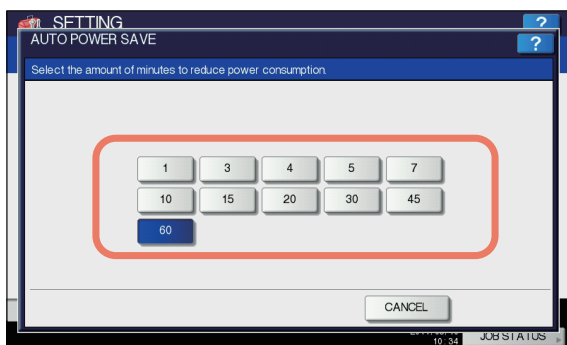 SETTING ?
AUTO POWER SAVE ?
Select the amount of minutes to reduce power consumption.
1 3 4 5 7
10 15 20 30 45
60
CANCEL
10 : 34 JOB STATUS